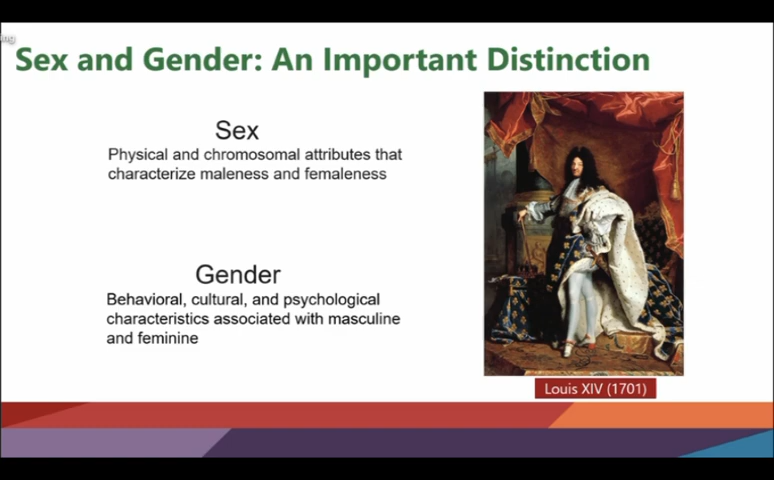 ing
Sex and Gender: An Important Distinction
Sex
Physical and chromosomal attributes that
characterize maleness and femaleness
Gender
Behavioral, cultural, and psychological
characteristics associated with masculine
and feminine
Louis XIV (1701)